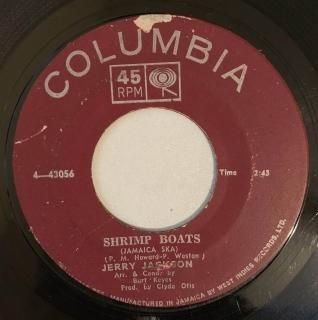 COLUMBIA
45
RPM
4-43056
Time 2:43
SHRIMP BOATS
(JAMAICA SKA)
(P. M. Howard-P. Weston)
JERRY JACKSON
Arr. & Cond. by
Burt Keyes
Prod. by Clyde Otis
MANUFACTURED IN JAMAICA BY WEST INDIES RECORDS LTD.